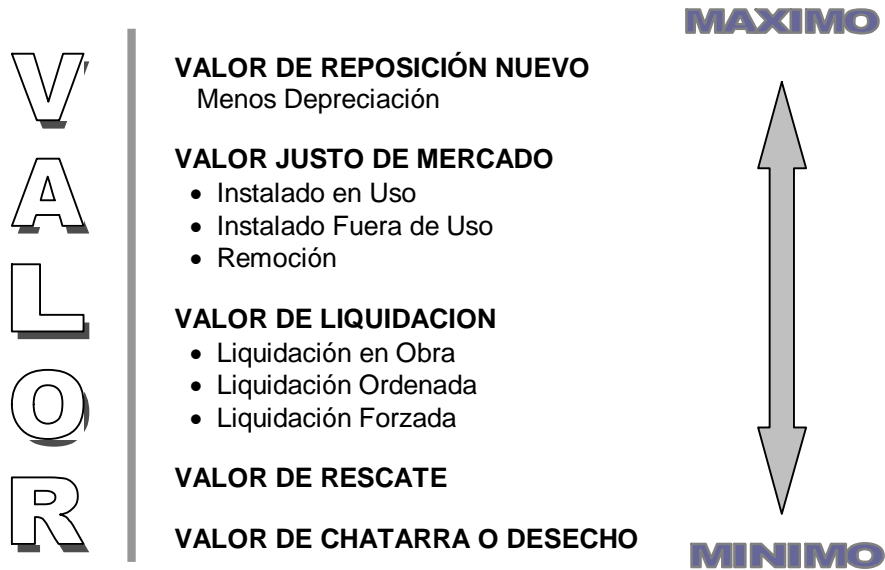 MAXIMO
VALOR
VALOR DE REPOSICIÓN NUEVO
Menos Depreciación
VALOR JUSTO DE MERCADO
• Instalado en Uso
• Instalado Fuera de Uso
• Remoción
VALOR DE LIQUIDACION
• Liquidación en Obra
• Liquidación Ordenada
• Liquidación Forzada
VALOR DE RESCATE
VALOR DE CHATARRA O DESECHO
MINIMO